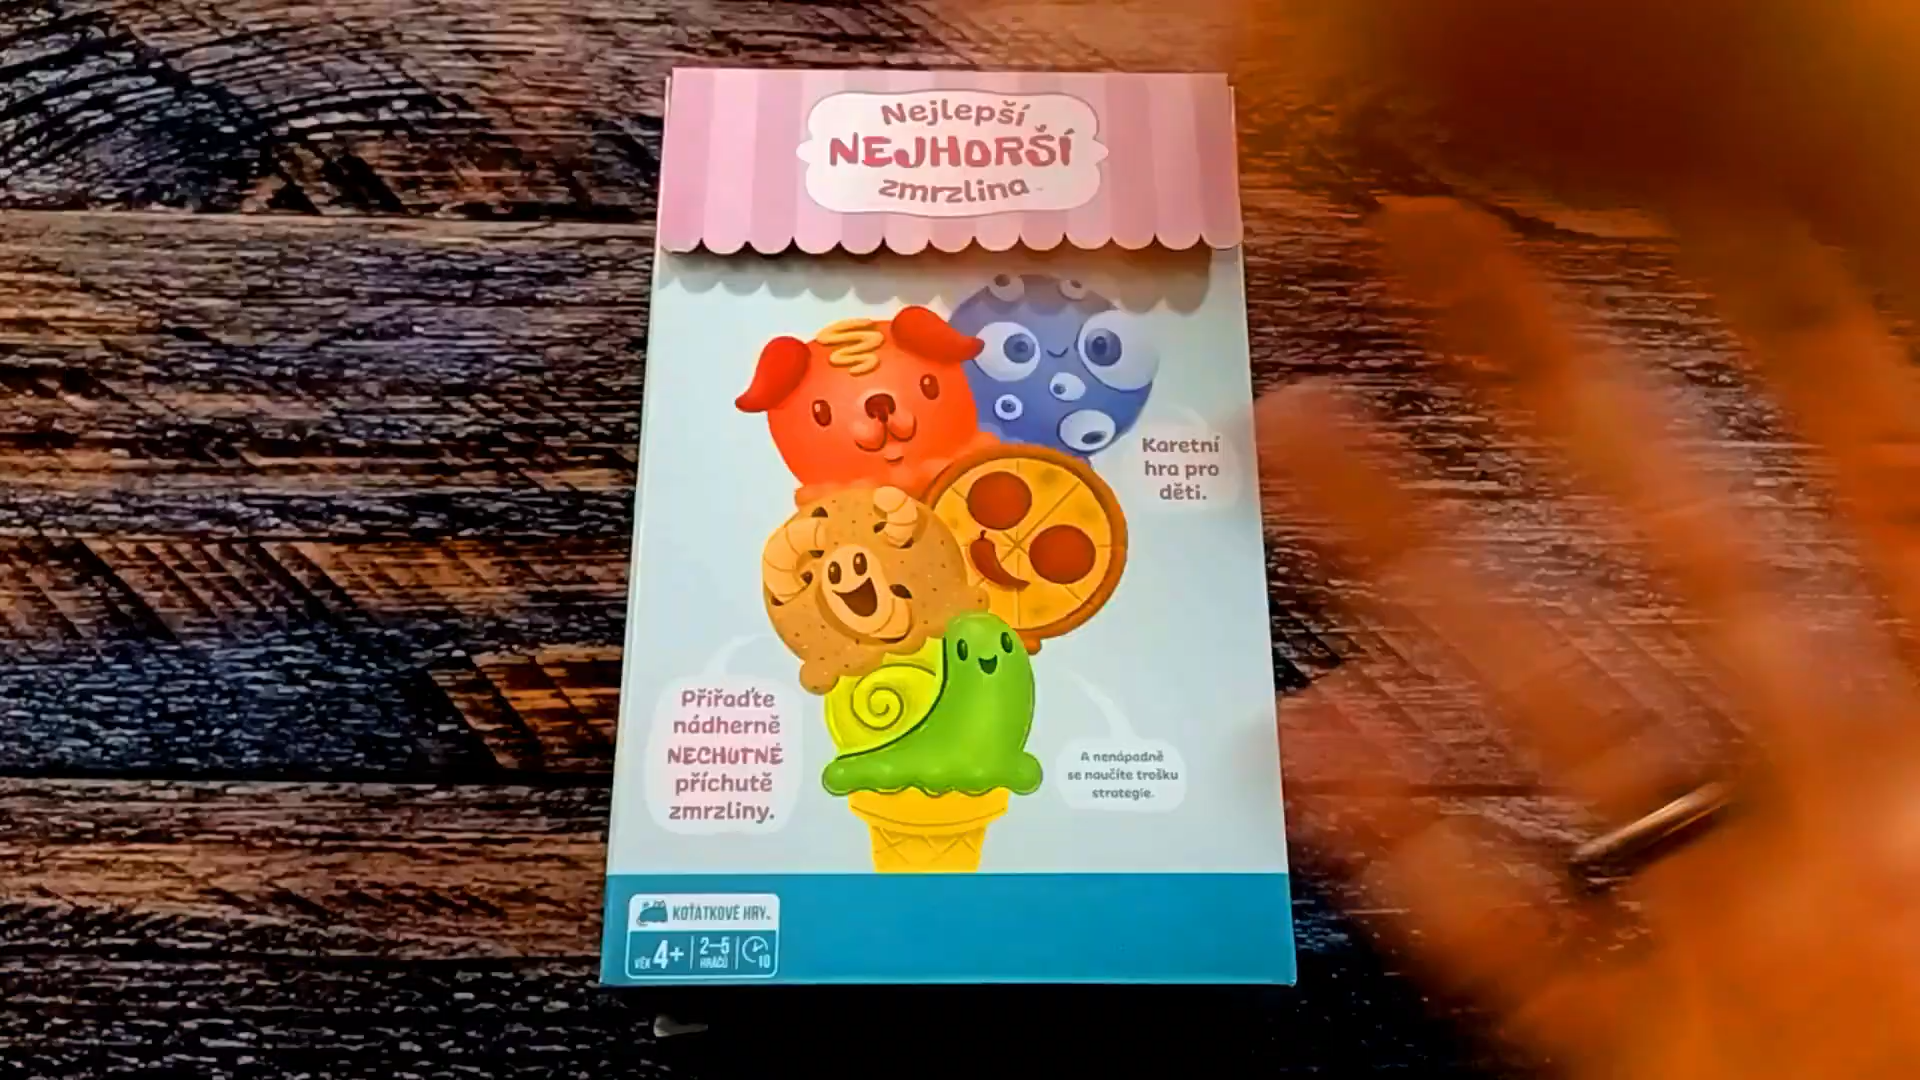 Nejlepší
NEJHORŠÍ
zmrzlina
Karetní
hra pro
děti.
Přiřaďte
nádherně
NECHUTNÉ
příchutě
zmrzliny.
A nenápadně
se naučíte trošku
strategie.
KOŤÁTKOVÉ HRY
VĚK 4+
2–5
HRÁČŮ
10